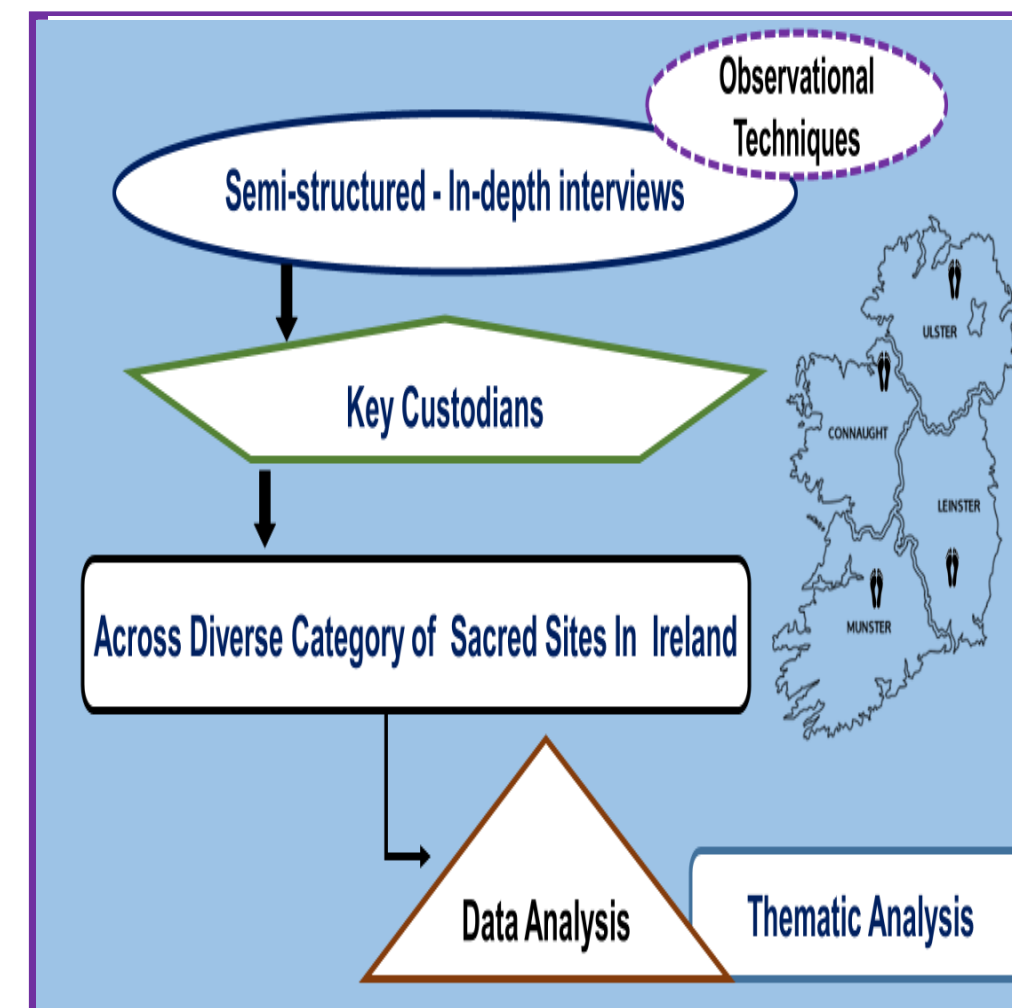 Observational
Techniques
Semi-structured - In-depth interviews
Key Custodians
Across Diverse Category of Sacred Sites In Ireland
Data Analysis
Thematic Analysis
ULSTER
CONNAUGHT
LEINSTER
MUNSTER